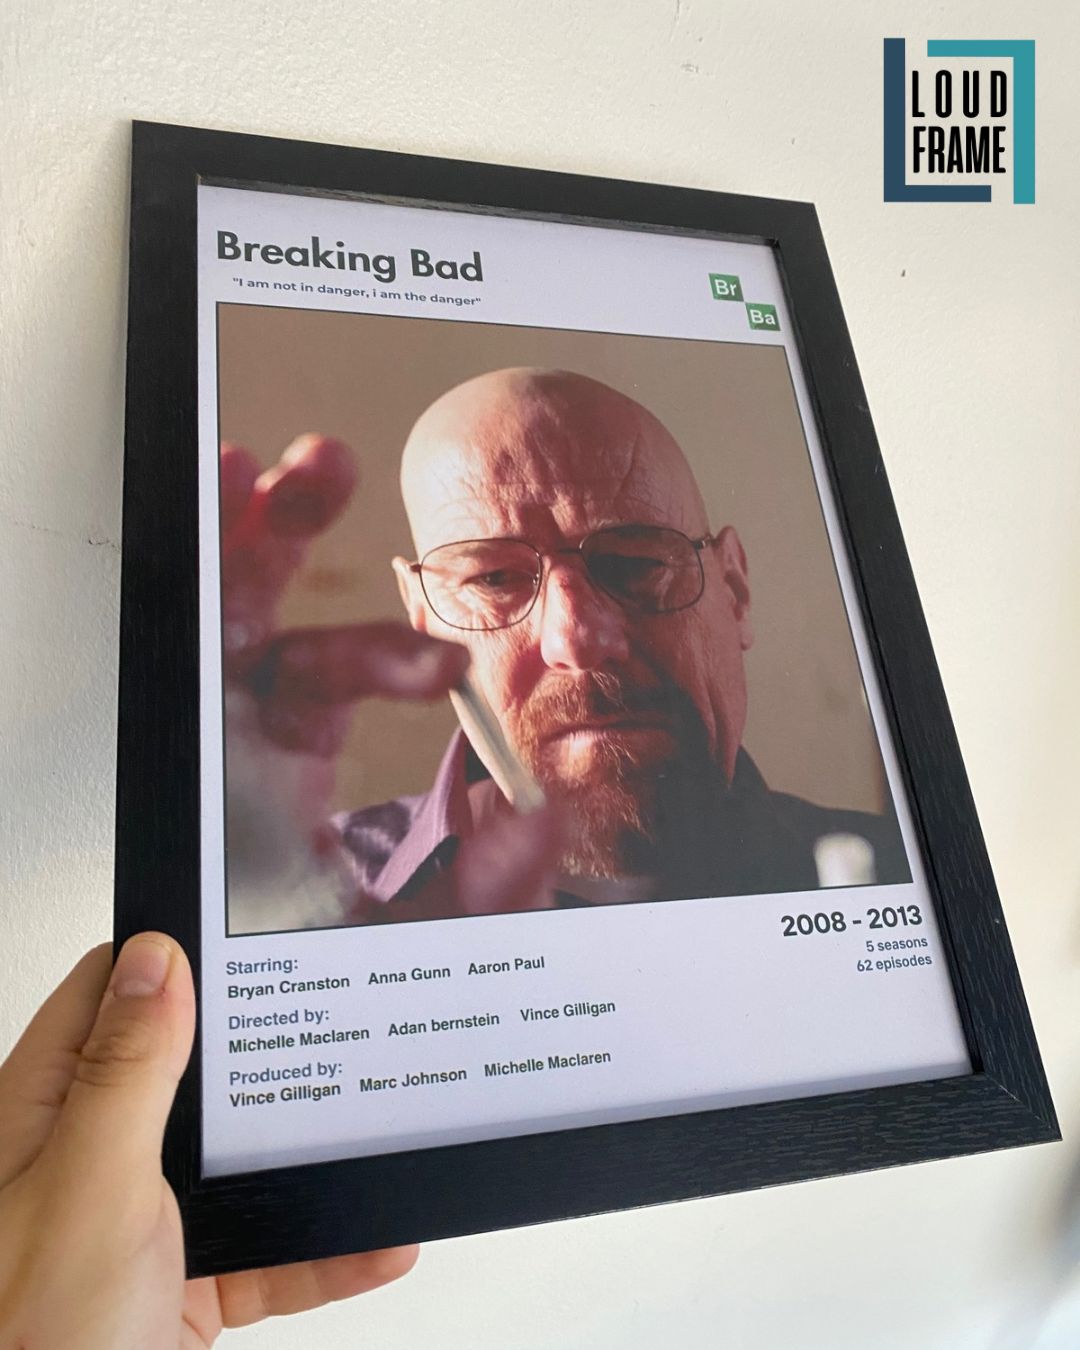 LOUD
FRAME
Breaking Bad
"I am not in danger, i am the danger"
Br
Ba
2008 - 2013
5 seasons
62 episodes
Starring:
Bryan Cranston Anna Gunn Aaron Paul
Directed by:
Michelle Maclaren Adan bernstein Vince Gilligan
Produced by:
Vince Gilligan Marc Johnson Michelle Maclaren